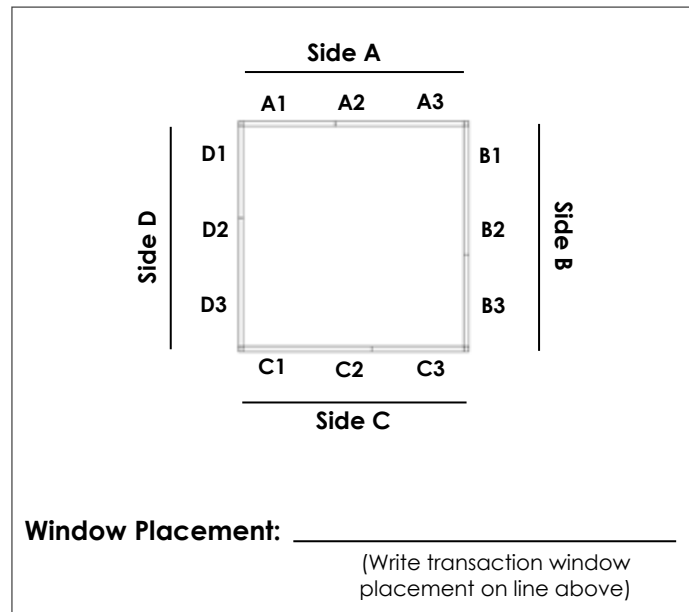 Side A
A1 A2 A3
D1 B1
Side D D2 B2 Side B
D3 B3
C1 C2 C3
Side C
Window Placement:
(Write transaction window
placement on line above)